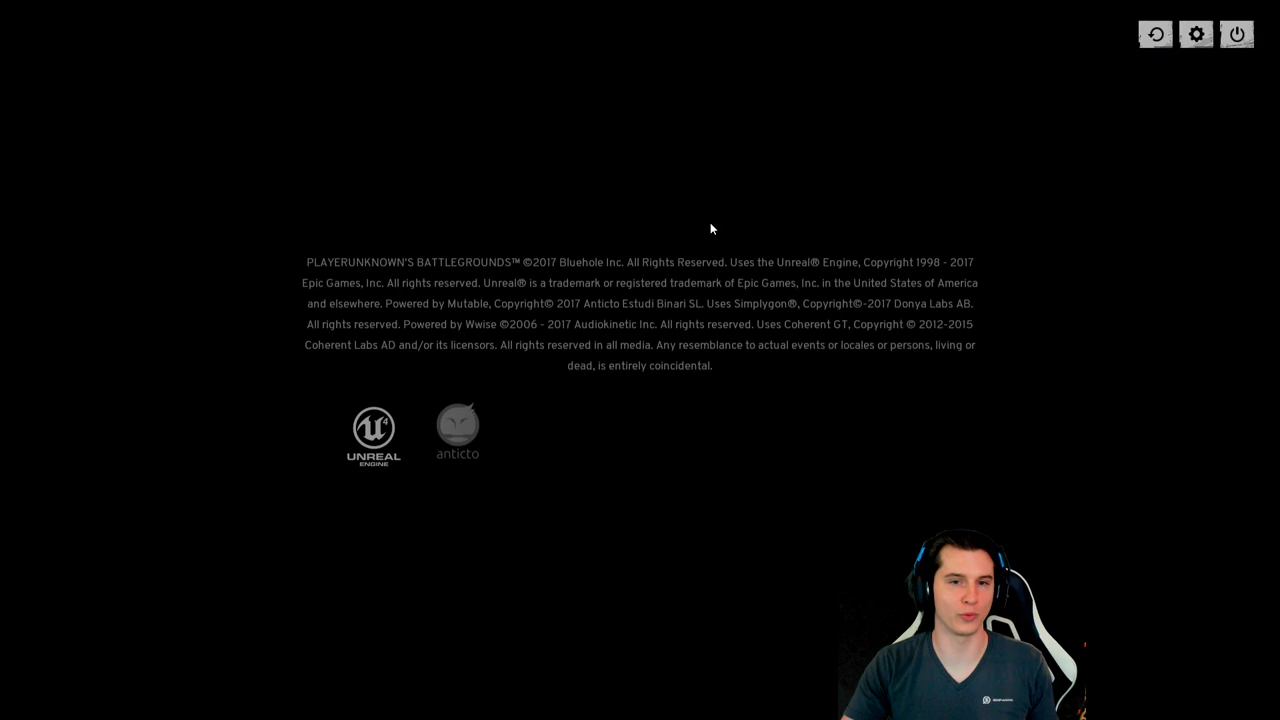 PLAYERUNKNOWN'S BATTLEGROUNDS™ ©2017 Bluehole Inc. All Rights Reserved. Uses the Unreal® Engine, Copyright 1998 - 2017
Epic Games, Inc. All rights reserved. Unreal® is a trademark or registered trademark of Epic Games, Inc. in the United States of America
and elsewhere. Powered by Mutable, Copyright© 2017 Anticto Estudi Binari SL. Uses Simplygon®, Copyright©-2017 Donya Labs AB.
All rights reserved. Powered by Wwise ©2006 - 2017 Audiokinetic Inc. All rights reserved. Uses Coherent GT, Copyright © 2012-2015
Coherent Labs AD and/or its licensors. All rights reserved in all media. Any resemblance to actual events or locales or persons, living or
dead, is entirely coincidental.
U4
UNREAL
ENGINE
anticto